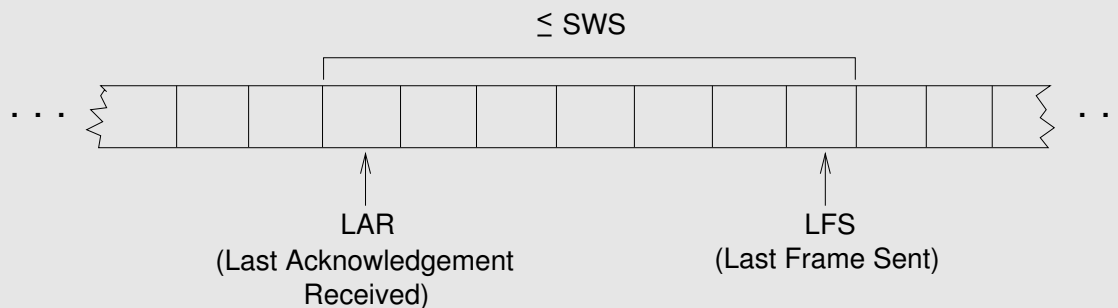 ≤ SWS
. . . . .
LAR LFS
(Last Acknowledgement (Last Frame Sent)
Received)